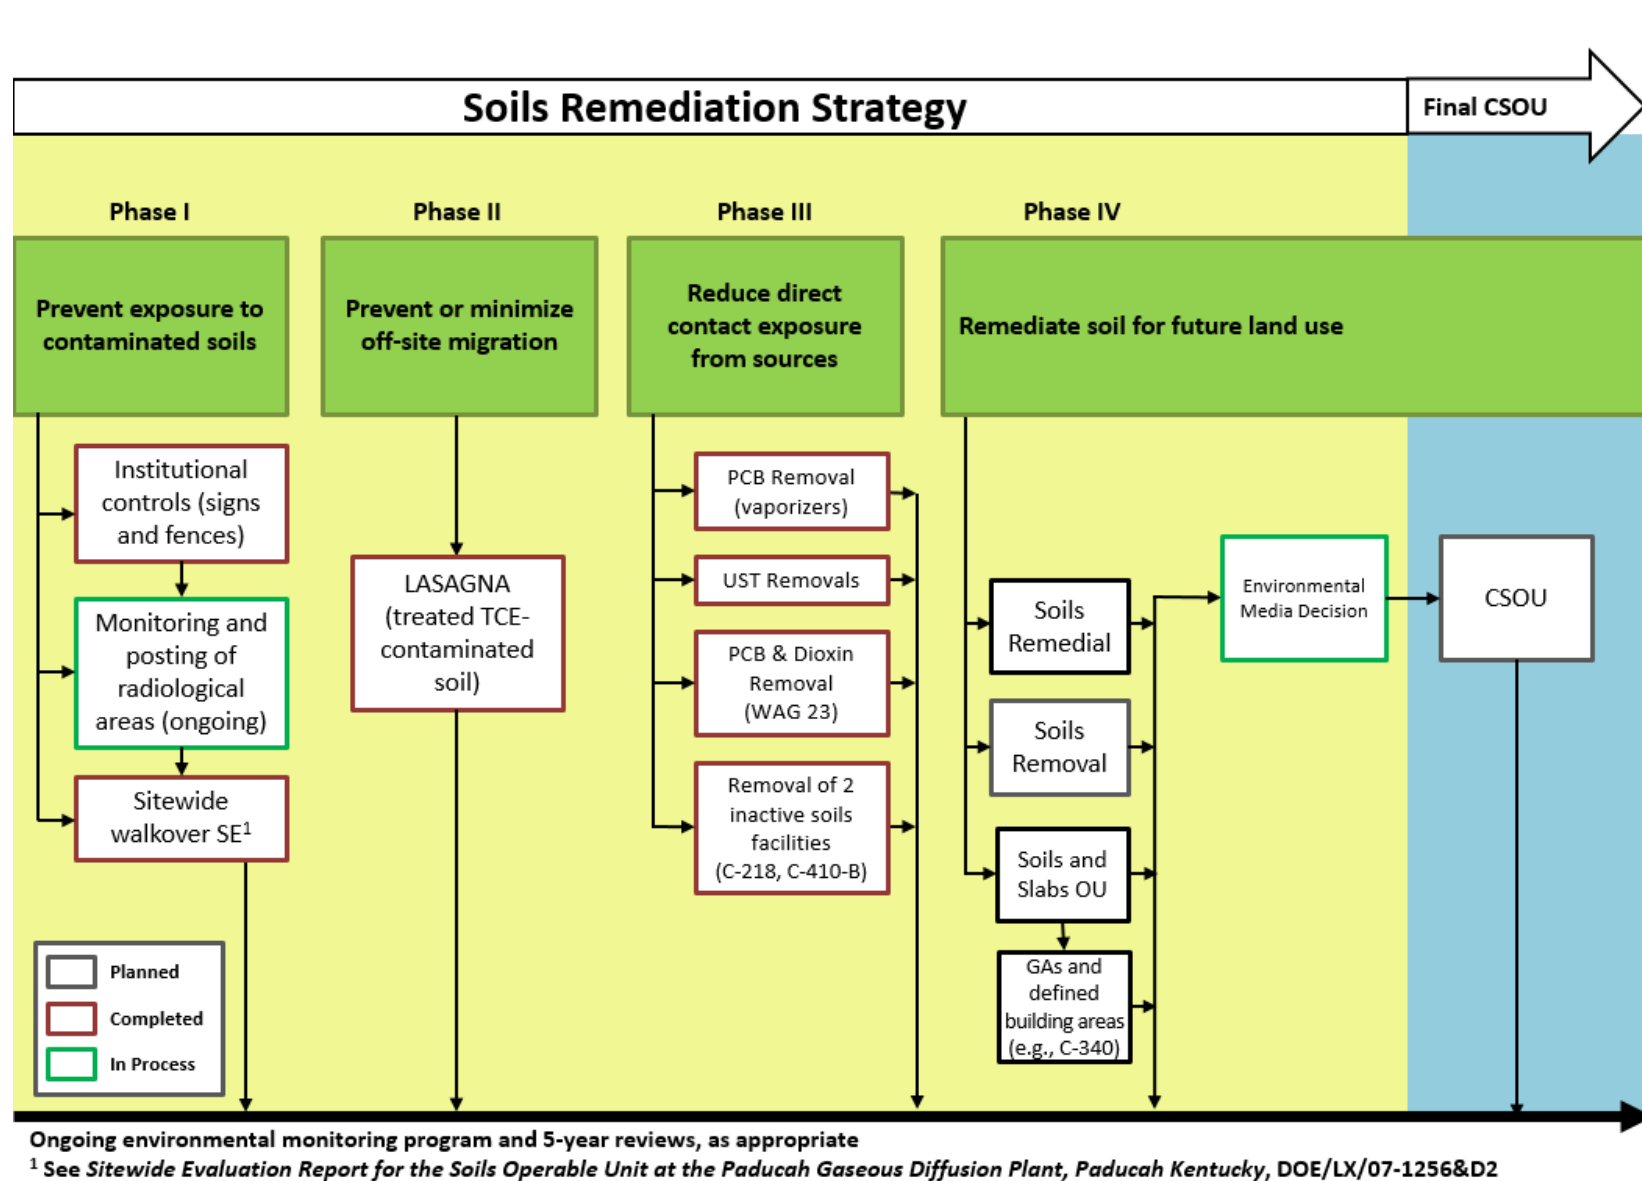 Soils Remediation Strategy
Final CSOU
Phase I
Phase II
Phase III
Phase IV
Prevent exposure to
contaminated soils
Prevent or minimize
off-site migration
Reduce direct
contact exposure
from sources
Remediate soil for future land use
Institutional
controls (signs
and fences)
Monitoring and
posting of
radiological
areas (ongoing)
Sitewide
walkover SE¹
LASAGNA
(treated TCE-
contaminated
soil)
PCB Removal
(vaporizers)
UST Removals
PCB & Dioxin
Removal
(WAG 23)
Removal of 2
inactive soils
facilities
(C-218, C-410-B)
Soils
Remedial
Soils
Removal
Soils and
Slabs OU
GAs and
defined
building areas
(e.g., C-340)
Environmental
Media Decision
CSOU
Planned
Completed
In Process
Ongoing environmental monitoring program and 5-year reviews, as appropriate
¹ See Sitewide Evaluation Report for the Soils Operable Unit at the Paducah Gaseous Diffusion Plant, Paducah Kentucky, DOE/LX/07-1256&D2